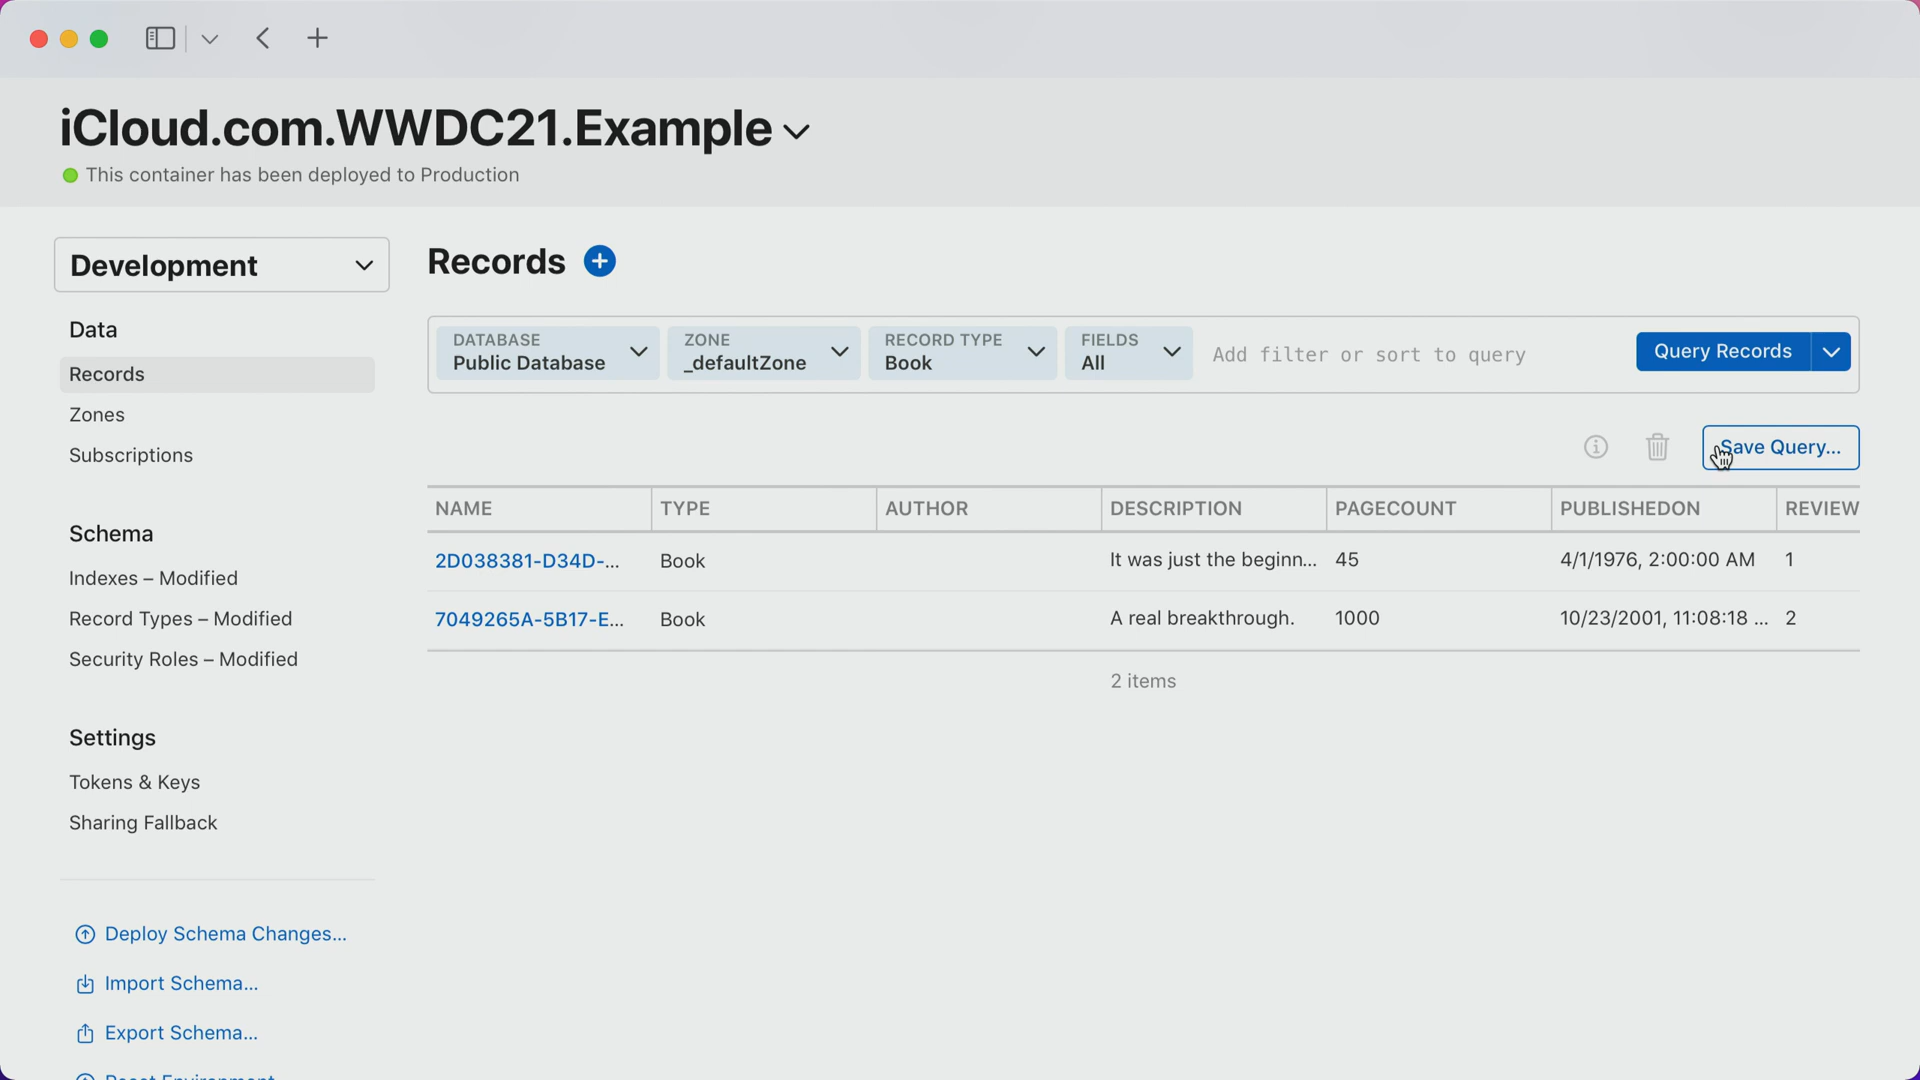 iCloud.com.WWDC21.Example
This container has been deployed to Production
Development
Data
Records
Zones
Subscriptions
Schema
Indexes – Modified
Record Types – Modified
Security Roles – Modified
Settings
Tokens & Keys
Sharing Fallback
Deploy Schema Changes...
Import Schema...
Export Schema...
Records
DATABASE
Public Database
ZONE
_defaultZone
RECORD TYPE
Book
FIELDS
All
Add filter or sort to query
Query Records
Save Query...
NAME TYPE AUTHOR DESCRIPTION PAGECOUNT PUBLISHEDON REVIEW
2D038381-D34D-... Book It was just the beginn... 45 4/1/1976, 2:00:00 AM 1
7049265A-5B17-E... Book A real breakthrough. 1000 10/23/2001, 11:08:18 ... 2
2 items